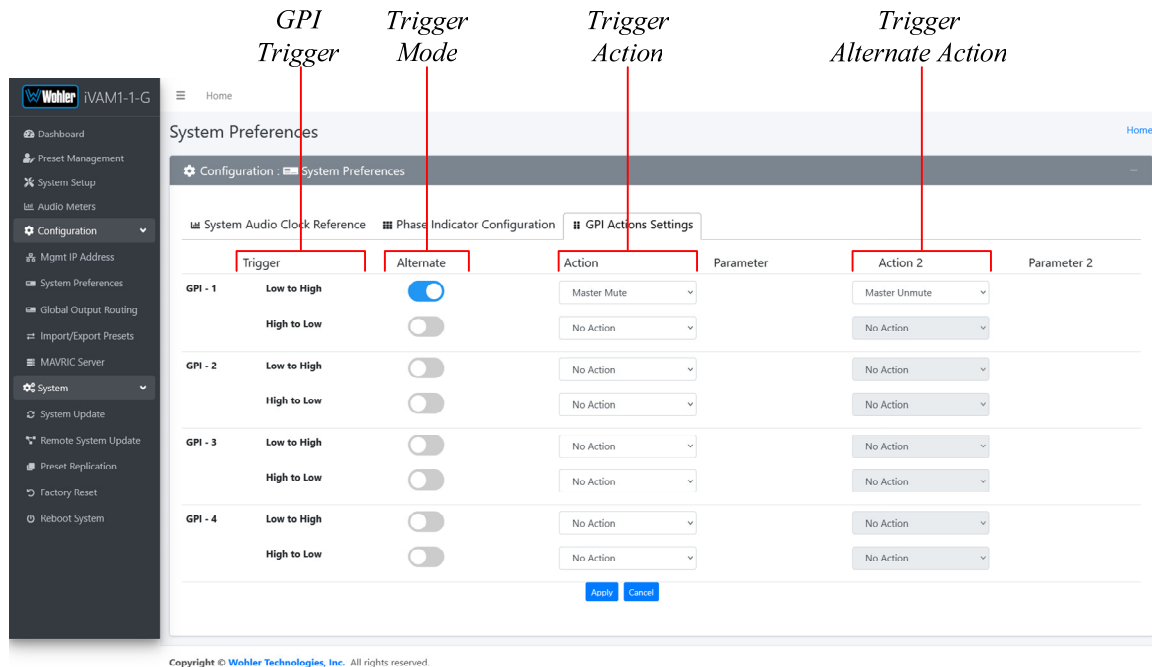 GPI Trigger
Trigger Mode
Trigger Action
Trigger Alternate Action
Wohler iVAM1-1-G
Home
Dashboard
Preset Management
System Setup
Audio Meters
Configuration
Mgmt IP Address
System Preferences
Global Output Routing
Import/Export Presets
MAVRIC Server
System
System Update
Remote System Update
Preset Replication
Factory Reset
Reboot System
System Preferences
Home
Configuration : System Preferences
System Audio Clock Reference Phase Indicator Configuration GPI Actions Settings
Trigger Alternate Action Parameter Action 2 Parameter 2
GPI - 1 Low to High Master Mute Master Unmute
High to Low No Action No Action
GPI - 2 Low to High No Action No Action
High to Low No Action No Action
GPI - 3 Low to High No Action No Action
High to Low No Action No Action
GPI - 4 Low to High No Action No Action
High to Low No Action No Action
Apply Cancel
Copyright © Wohler Technologies, Inc. All rights reserved.